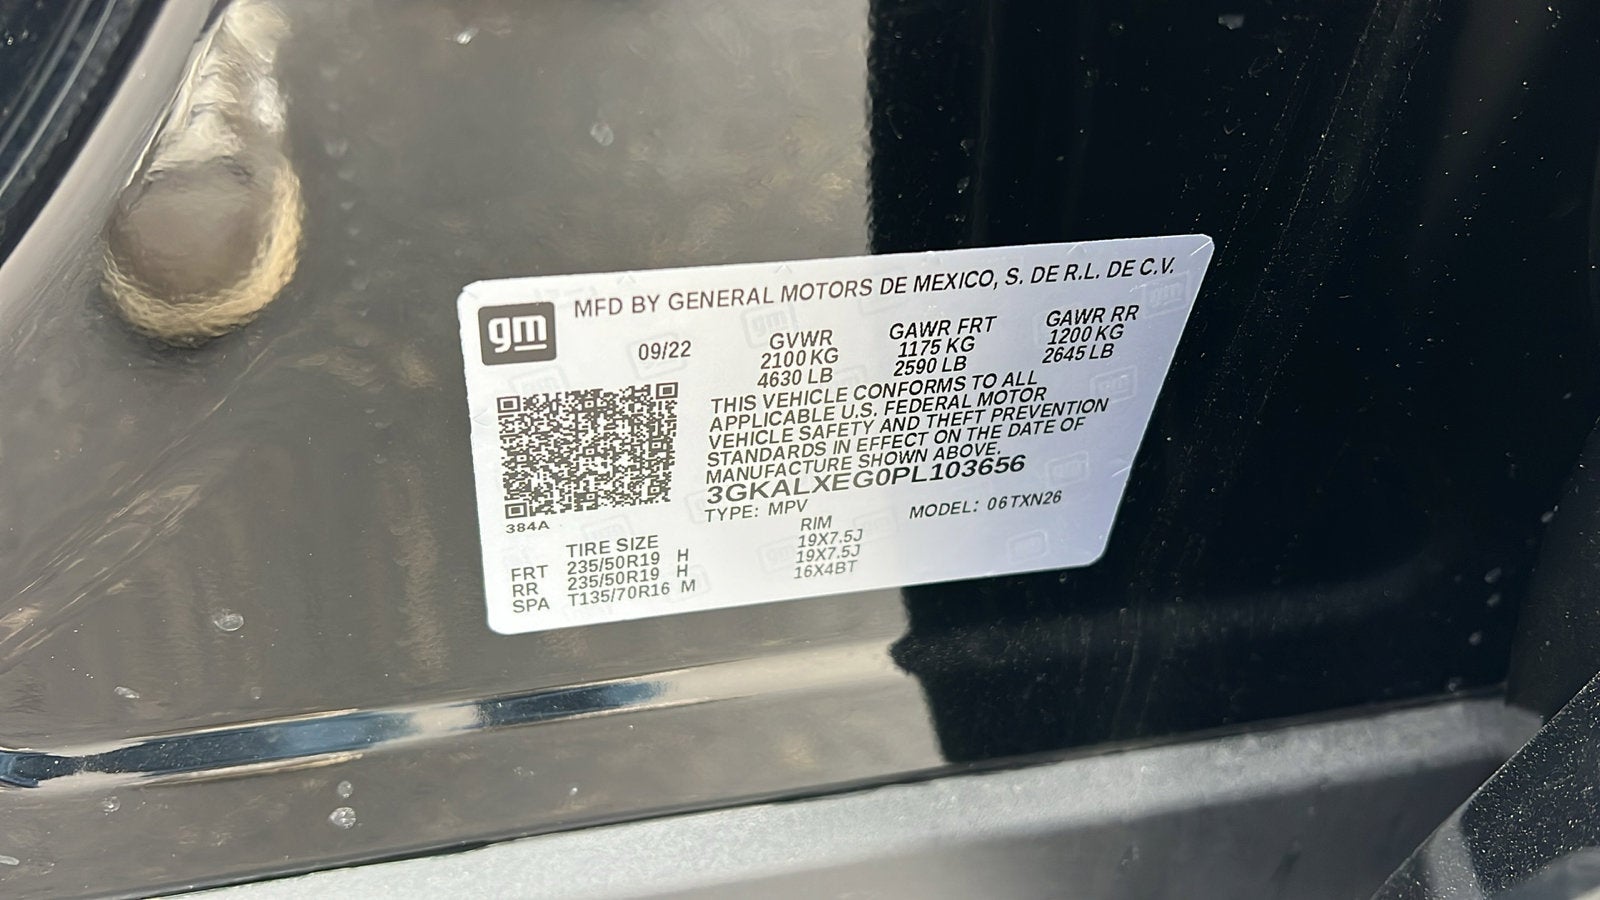 MFD BY GENERAL MOTORS DE MEXICO, S. DE R.L. DE C.V.
gm
09/22
GVWR GAWR FRT GAWR RR
2100 KG 1175 KG 1200 KG
4630 LB 2590 LB 2645 LB
THIS VEHICLE CONFORMS TO ALL
APPLICABLE U.S. FEDERAL MOTOR
VEHICLE SAFETY AND THEFT PREVENTION
STANDARDS IN EFFECT ON THE DATE OF
MANUFACTURE SHOWN ABOVE.
3GKALXEG0PL103656
TYPE: MPV MODEL: 06TXN26
384A
TIRE SIZE RIM
FRT 235/50R19 H 19X7.5J
RR 235/50R19 H 19X7.5J
SPA T135/70R16 M 16X4BT